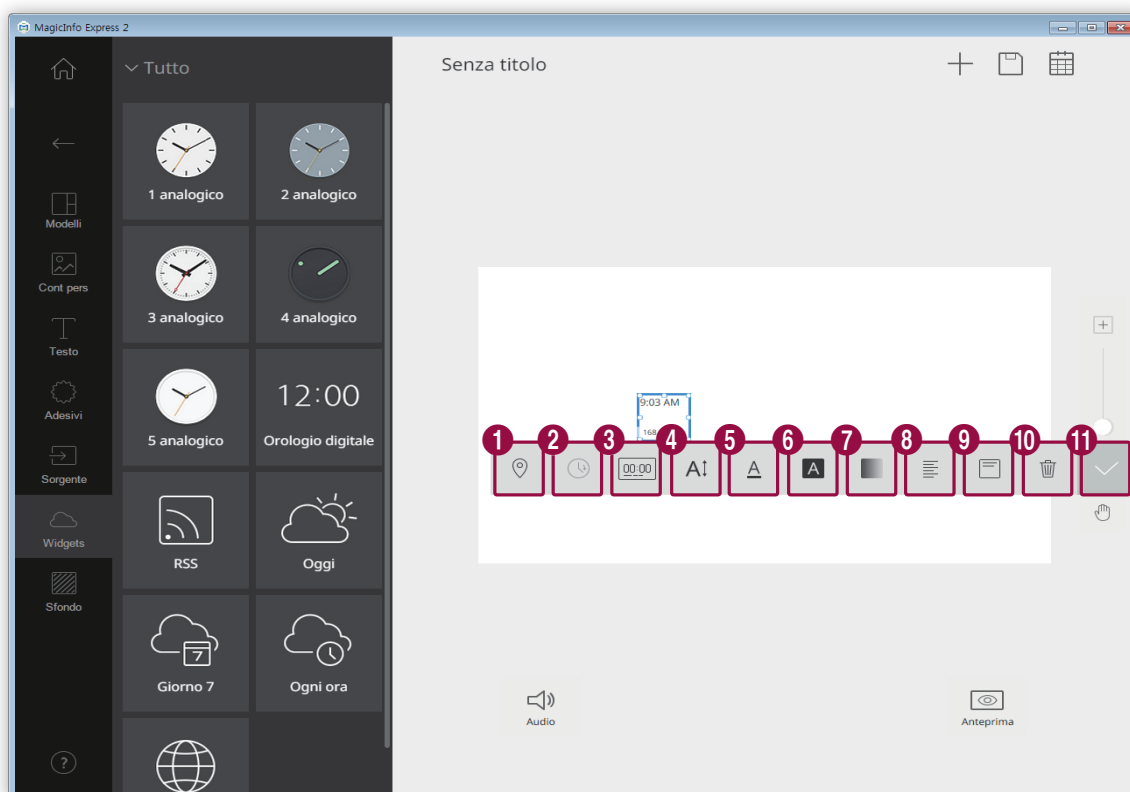 MagicInfo Express 2
Tutto
Senza titolo
1 analogico
2 analogico
Modelli
Cont pers
3 analogico
4 analogico
Testo
Adesivi
12:00
9:03 AM
168
5 analogico
Orologio digitale
1 2 3 4 5 6 7 8 9 10 11
00:00
A
A
A
Sorgente
Widgets
RSS
Oggi
Sfondo
7
Giorno 7
Ogni ora
Audio
Anteprima
?